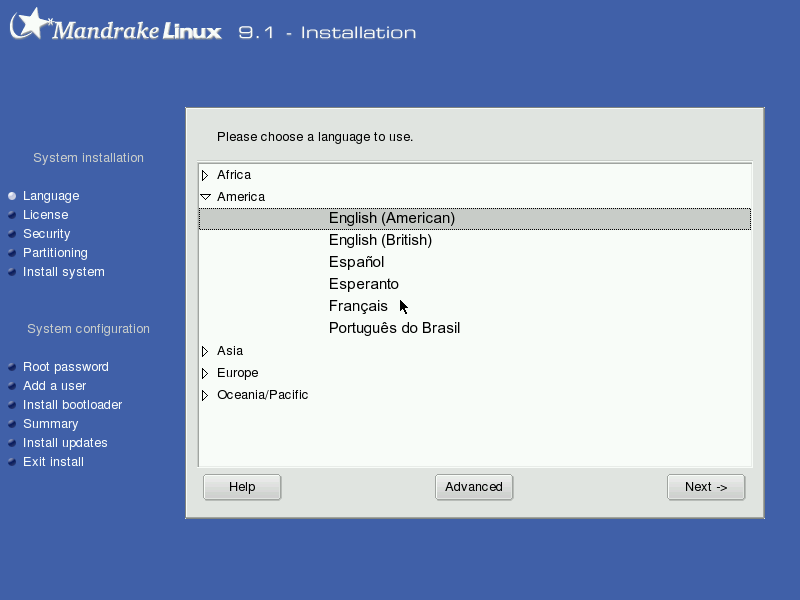 Mandrake Linux 9.1 - Installation
System installation
Language
License
Security
Partitioning
Install system
System configuration
Root password
Add a user
Install bootloader
Summary
Install updates
Exit install
Please choose a language to use.
Africa
America
English (American)
English (British)
Español
Esperanto
Français
Português do Brasil
Asia
Europe
Oceania/Pacific
Help Advanced Next ->